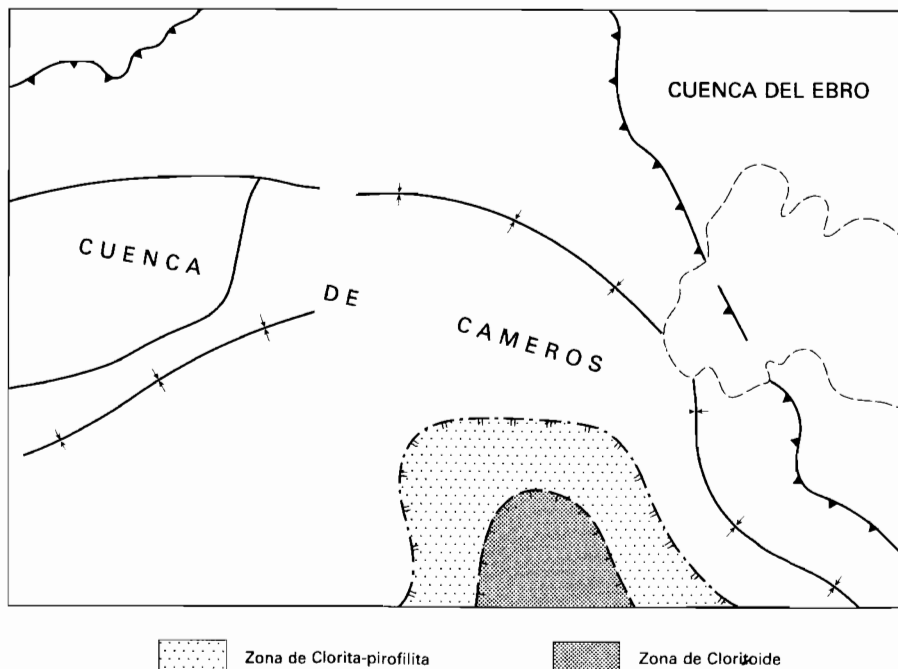 CUENCA DEL EBRO
CUENCA
DE
CAMEROS
Zona de Clorita-pirofilita
Zona de Cloritoide